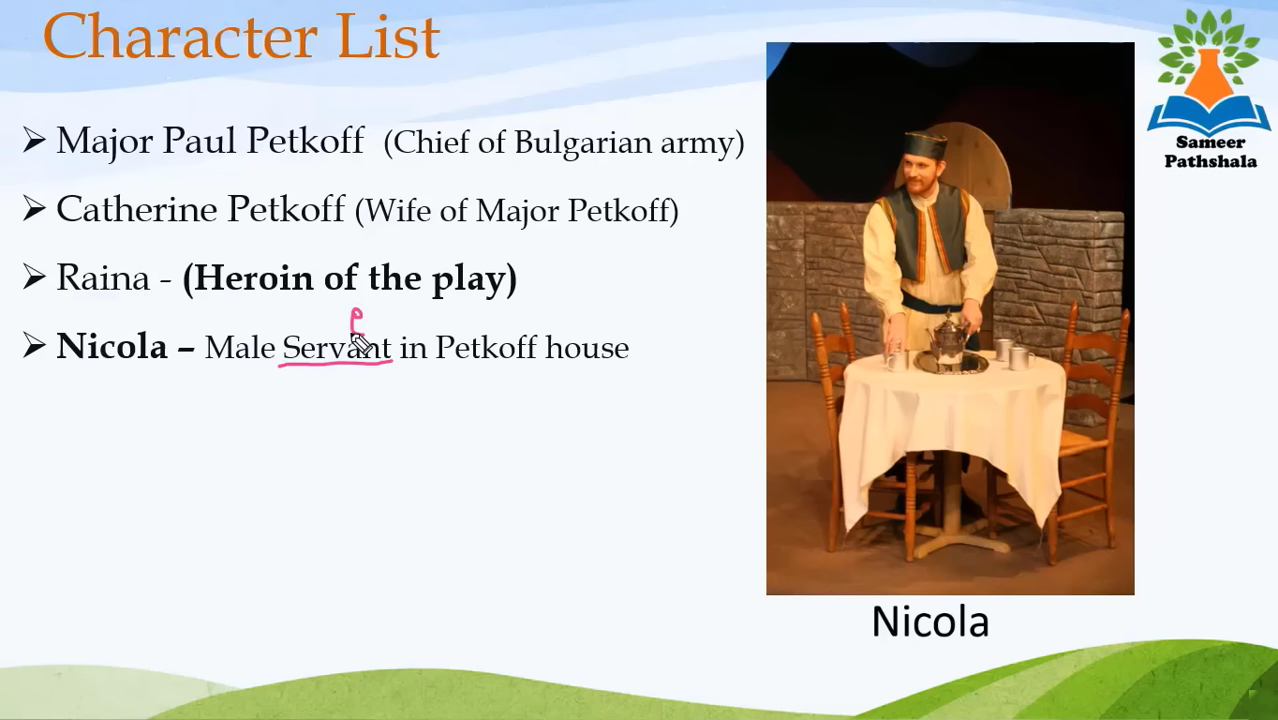 Character List
➢ Major Paul Petkoff (Chief of Bulgarian army)
➢ Catherine Petkoff (Wife of Major Petkoff)
➢ Raina - (Heroin of the play)
➢ Nicola – Male Servant in Petkoff house
Nicola
Sameer
Pathshala